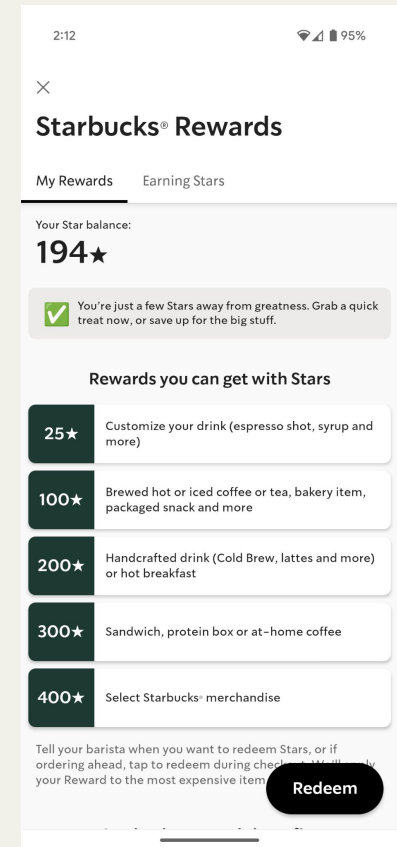 2:12 95%
Starbucks® Rewards
My Rewards Earning Stars
Your Star balance:
194★
You're just a few Stars away from greatness. Grab a quick
treat now, or save up for the big stuff.
Rewards you can get with Stars
25★ Customize your drink (espresso shot, syrup and
more)
100★ Brewed hot or iced coffee or tea, bakery item,
packaged snack and more
200★ Handcrafted drink (Cold Brew, lattes and more)
or hot breakfast
300★ Sandwich, protein box or at-home coffee
400★ Select Starbucks® merchandise
Tell your barista when you want to redeem Stars, or if
ordering ahead, tap to redeem during
your Reward to the most expensive item
Redeem